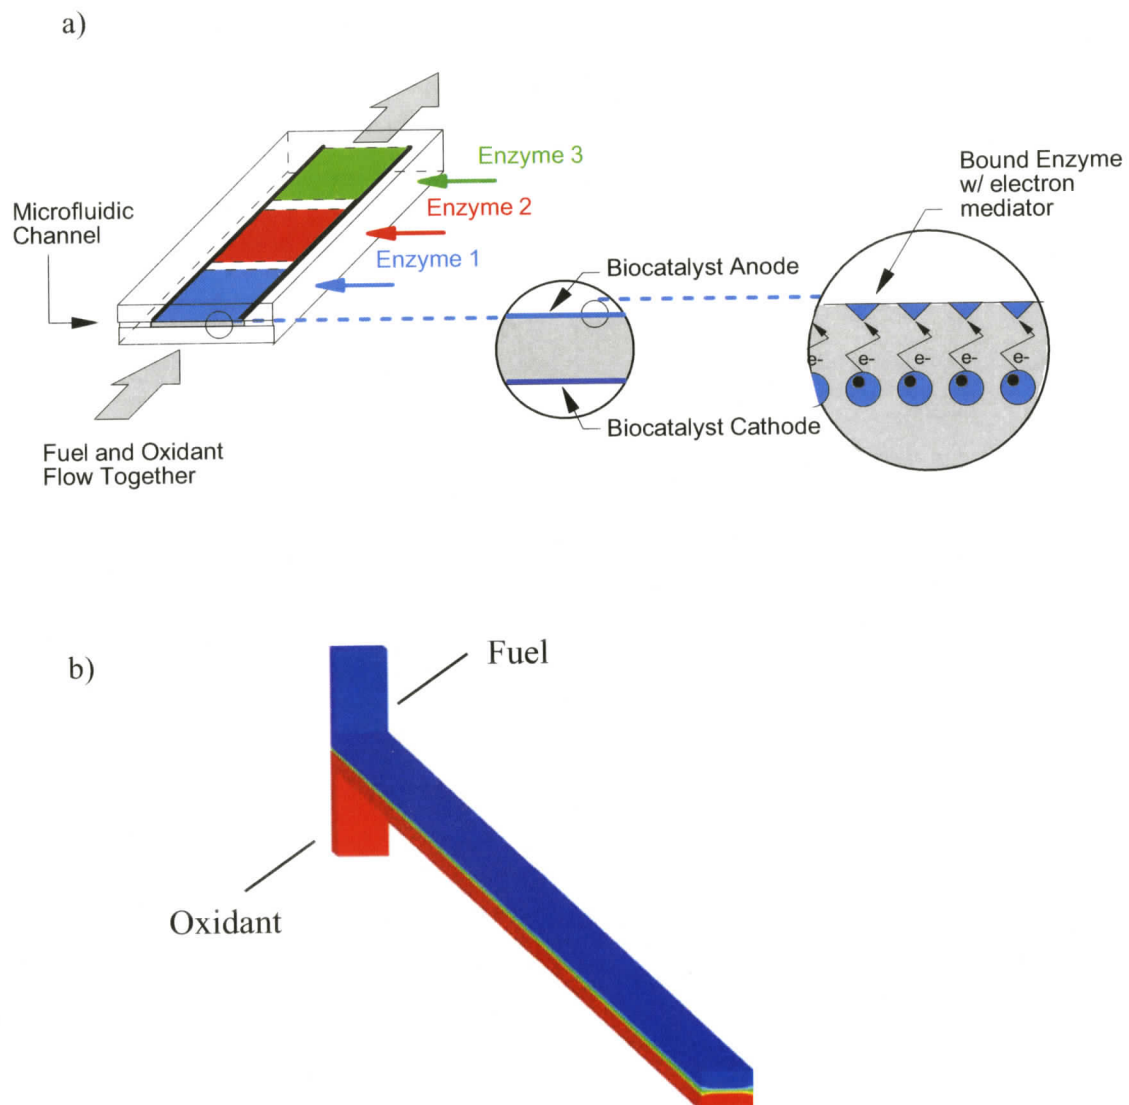 a)
Enzyme 3
Enzyme 2
Enzyme 1
Microfluidic
Channel
Fuel and Oxidant
Flow Together
Biocatalyst Anode
Biocatalyst Cathode
Bound Enzyme
w/ electron
mediator
e-
e-
e-
e-
e-
b)
Fuel
Oxidant